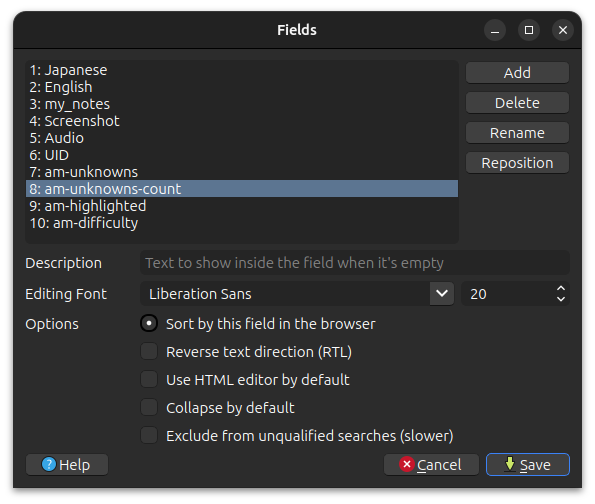 Fields
1: Japanese
2: English
3: my_notes
4: Screenshot
5: Audio
6: UID
7: am-unknowns
8: am-unknowns-count
9: am-highlighted
10: am-difficulty
Add
Delete
Rename
Reposition
Description Text to show inside the field when it's empty
Editing Font Liberation Sans 20
Options Sort by this field in the browser
Reverse text direction (RTL)
Use HTML editor by default
Collapse by default
Exclude from unqualified searches (slower)
Help Cancel Save